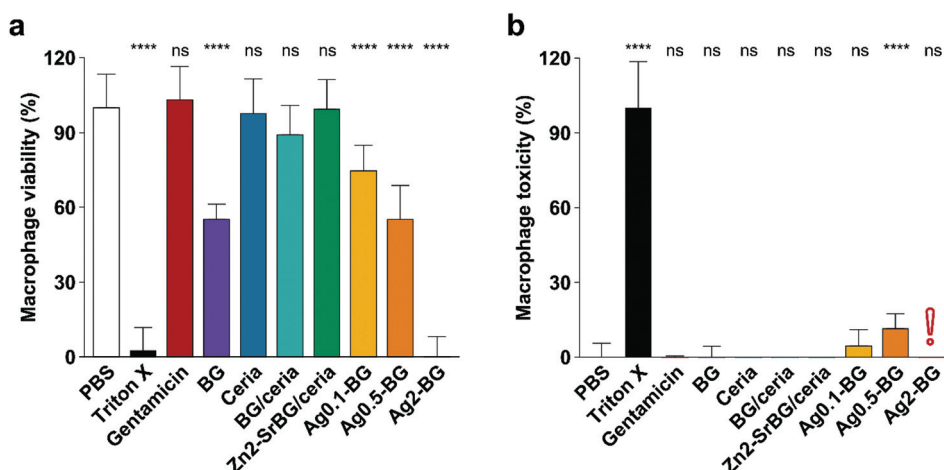 a
**** ns **** ns ns ns **** **** ****
120
90
60
30
0
Macrophage viability (%)
PBS
Triton X
Gentamicin
BG
Ceria
BG/ceria
Zn2-SrBG/ceria
Ag0.1-BG
Ag0.5-BG
Ag2-BG
b
**** ns ns ns ns ns ns **** ns
120
90
60
30
0
Macrophage toxicity (%)
!
PBS
Triton X
Gentamicin
BG
Ceria
BG/ceria
Zn2-SrBG/ceria
Ag0.1-BG
Ag0.5-BG
Ag2-BG